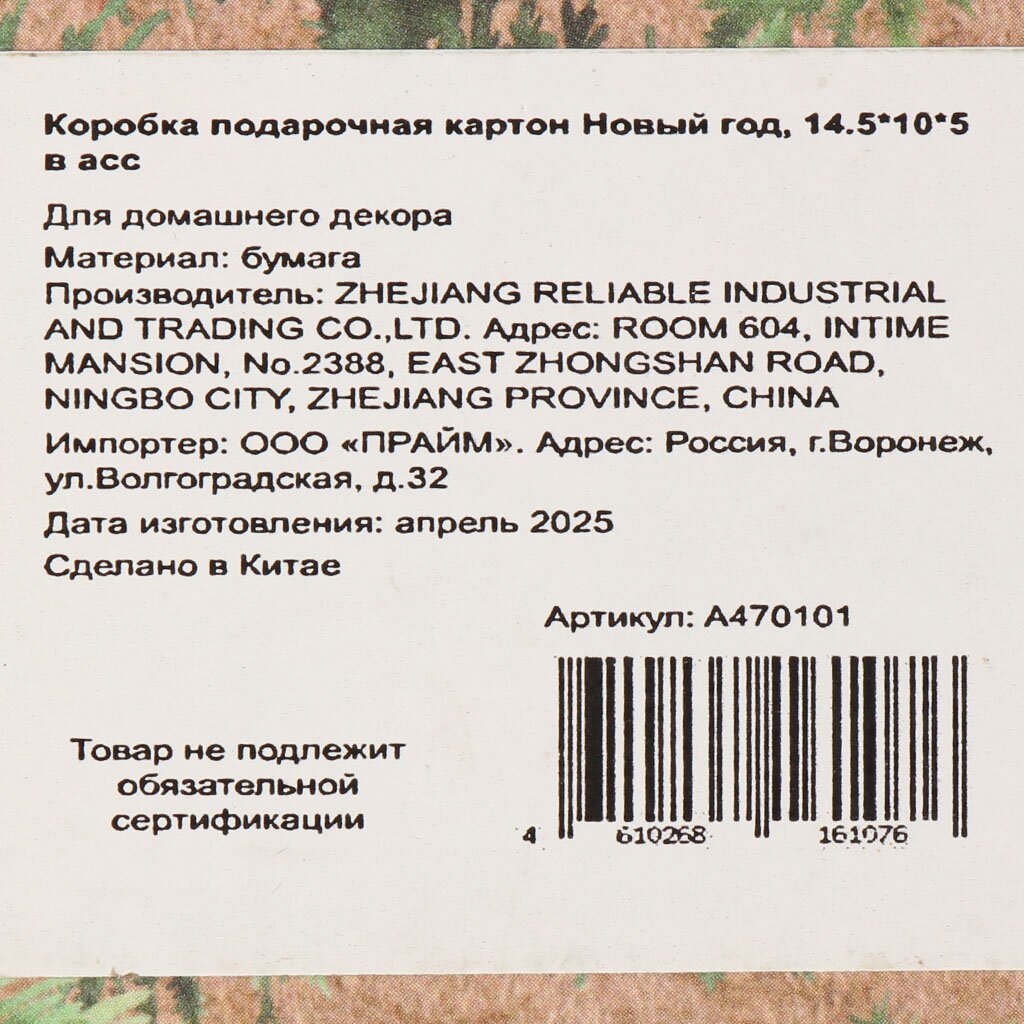 Коробка подарочная картон Новый год, 14.5*10*5
в асс
Для домашнего декора
Материал: бумага
Производитель: ZHEJIANG RELIABLE INDUSTRIAL
AND TRADING CO.,LTD. Адрес: ROOM 604, INTIME
MANSION, No.2388, EAST ZHONGSHAN ROAD,
NINGBO CITY, ZHEJIANG PROVINCE, CHINA
Импортер: ООО «ПРАЙМ». Адрес: Россия, г.Воронеж,
ул.Волгоградская, д.32
Дата изготовления: апрель 2025
Сделано в Китае
Артикул: А470101
Товар не подлежит
обязательной
сертификации
4 610268 161076